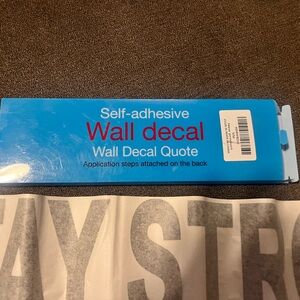 Self-adhesive
Wall decal
Wall Decal Quote
Application steps attached on the back
AY STR